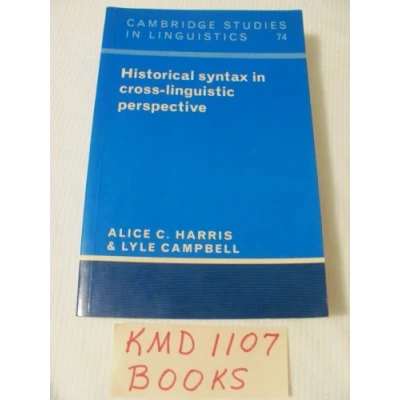 CAMBRIDGE STUDIES
IN LINGUISTICS 74
Historical syntax in
cross-linguistic
perspective
ALICE C. HARRIS
& LYLE CAMPBELL
KMD 1107
BOOKS